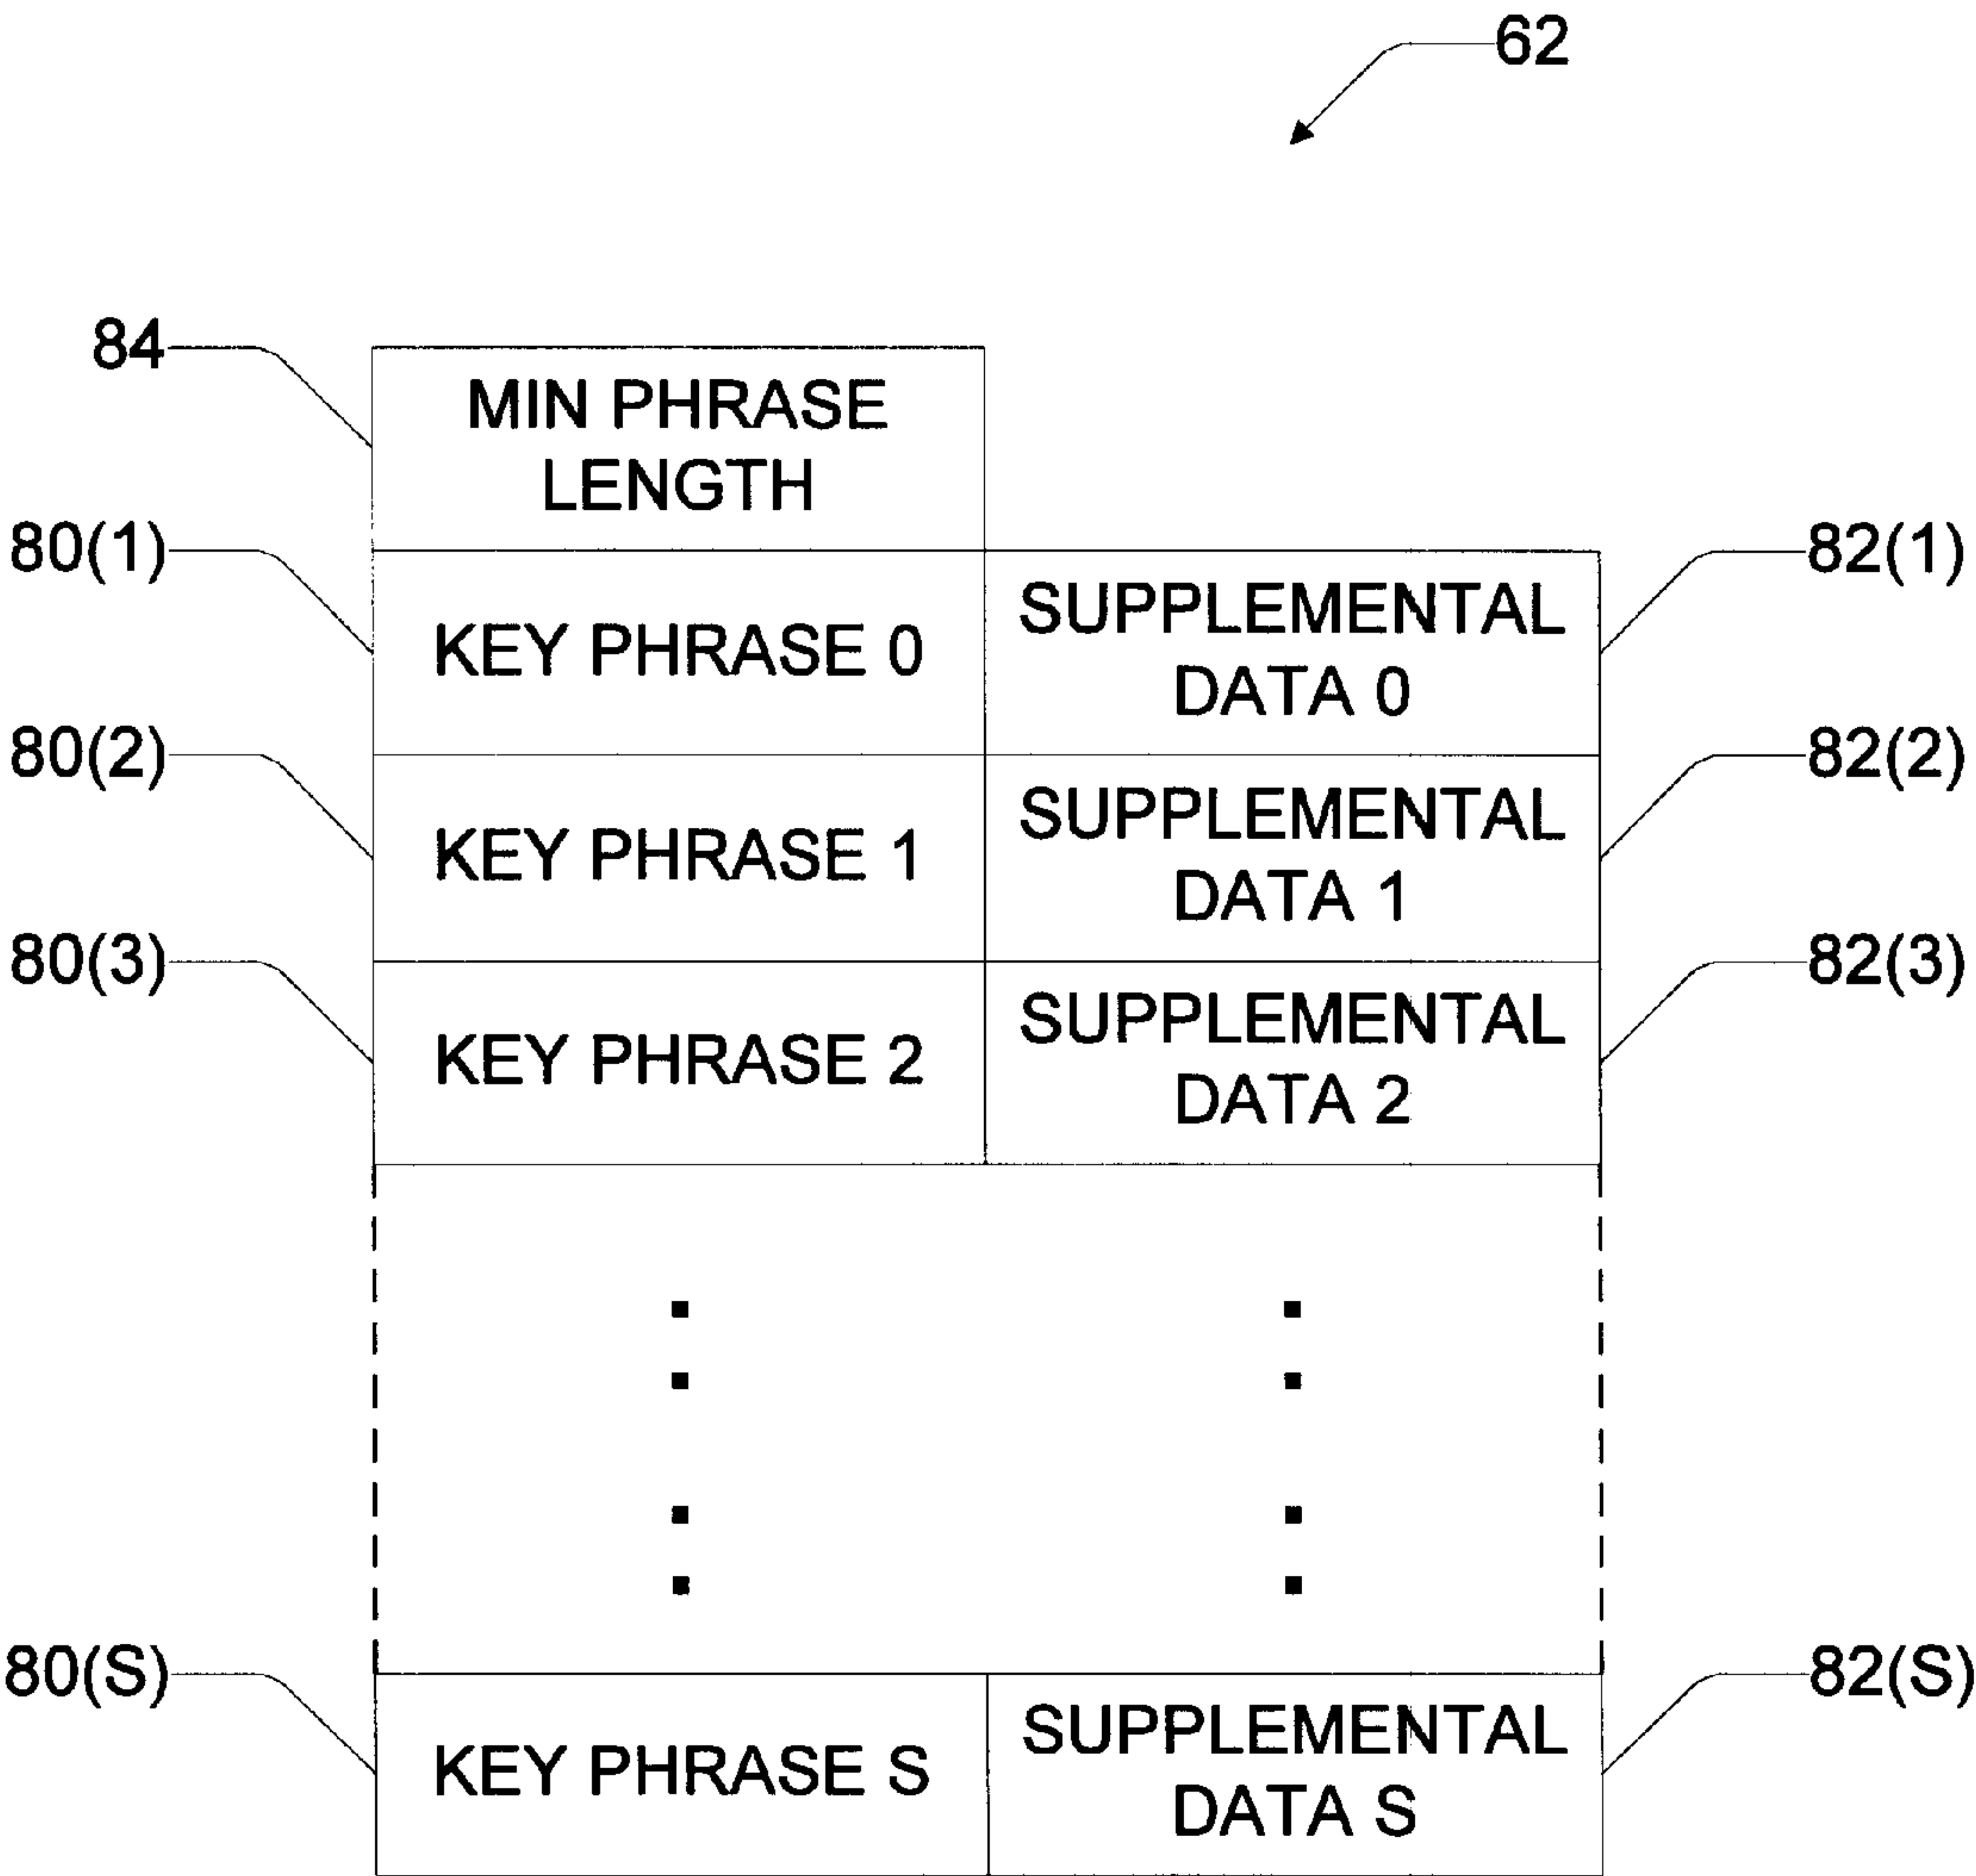 62
84
MIN PHRASE
LENGTH
80(1)
82(1)
KEY PHRASE 0
SUPPLEMENTAL
DATA 0
80(2)
82(2)
KEY PHRASE 1
SUPPLEMENTAL
DATA 1
80(3)
82(3)
KEY PHRASE 2
SUPPLEMENTAL
DATA 2
80(S)
82(S)
KEY PHRASE S
SUPPLEMENTAL
DATA S